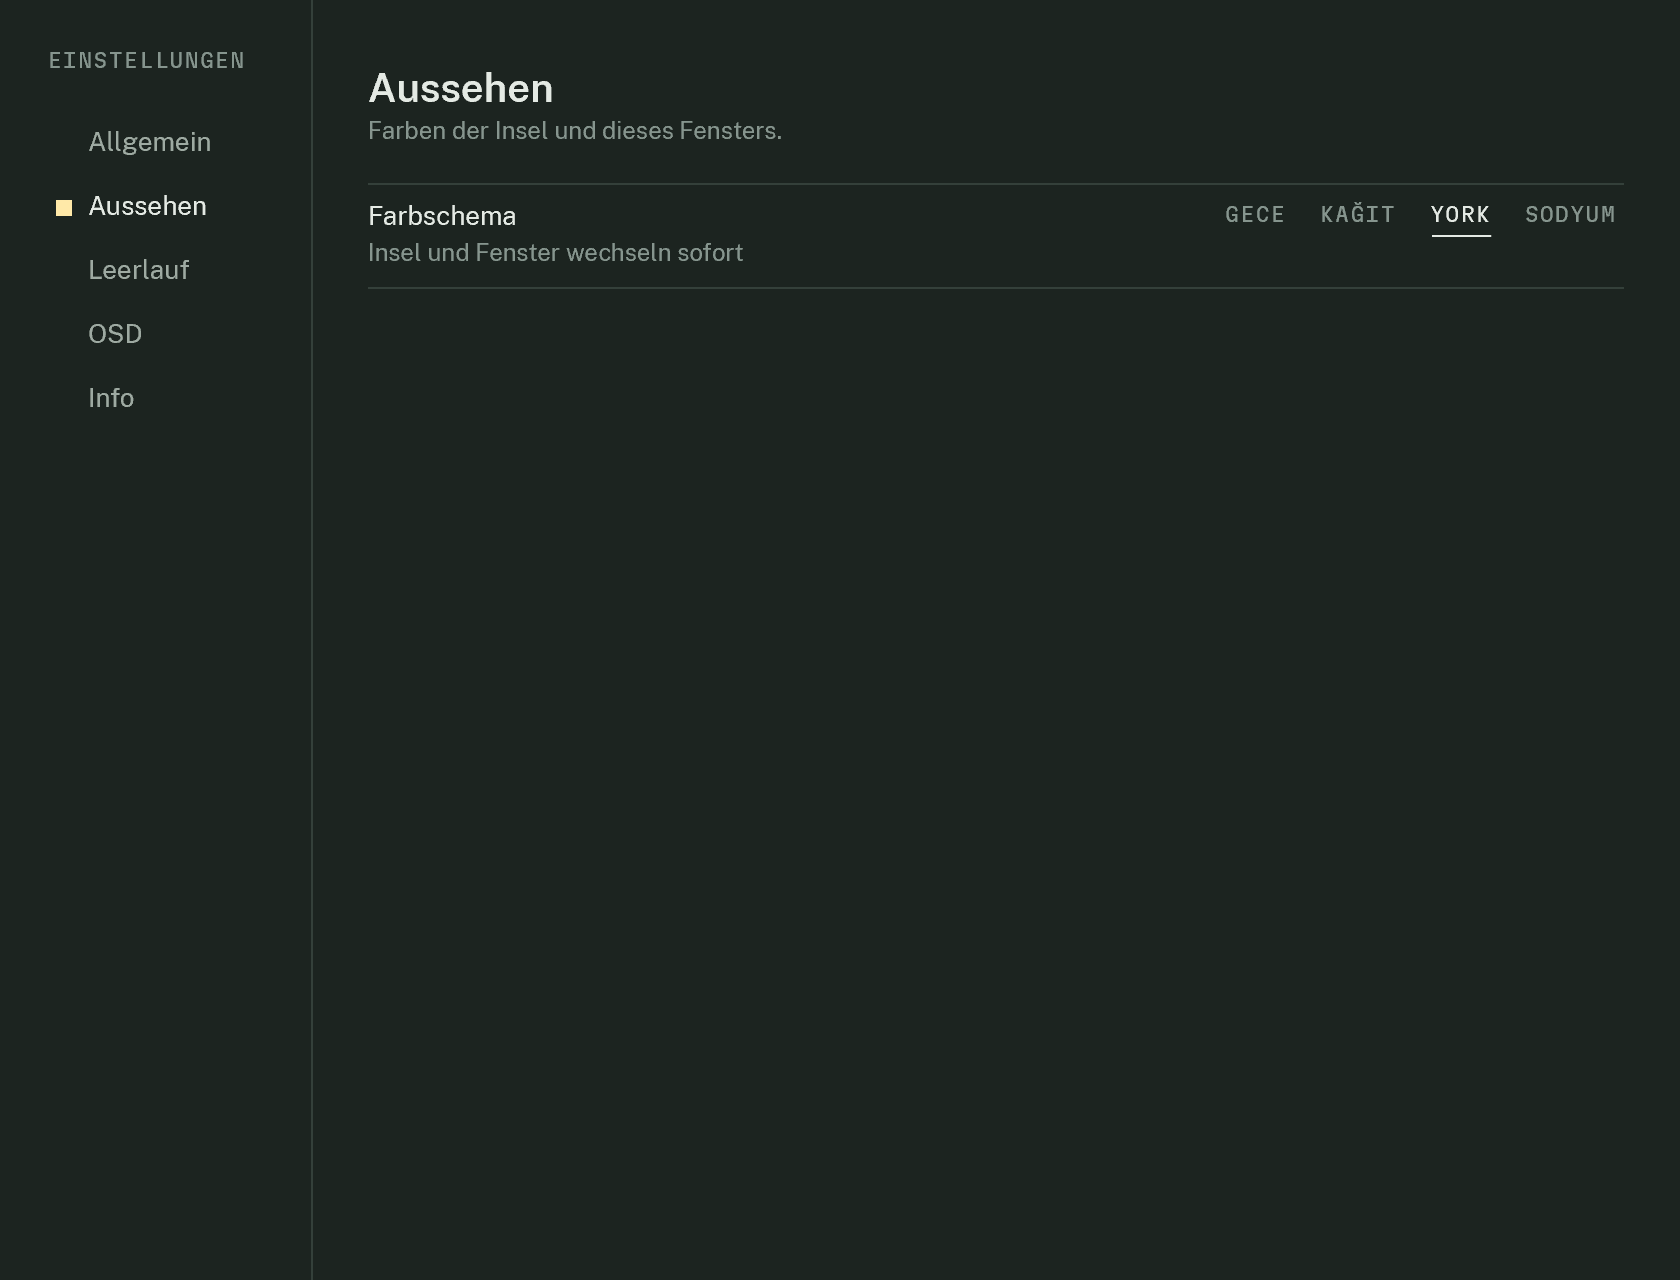 EINSTELLUNGEN
Allgemein
Aussehen
Leerlauf
OSD
Info
Aussehen
Farben der Insel und dieses Fensters.
Farbschema
Insel und Fenster wechseln sofort
GECE KAĞIT YORK SODYUM